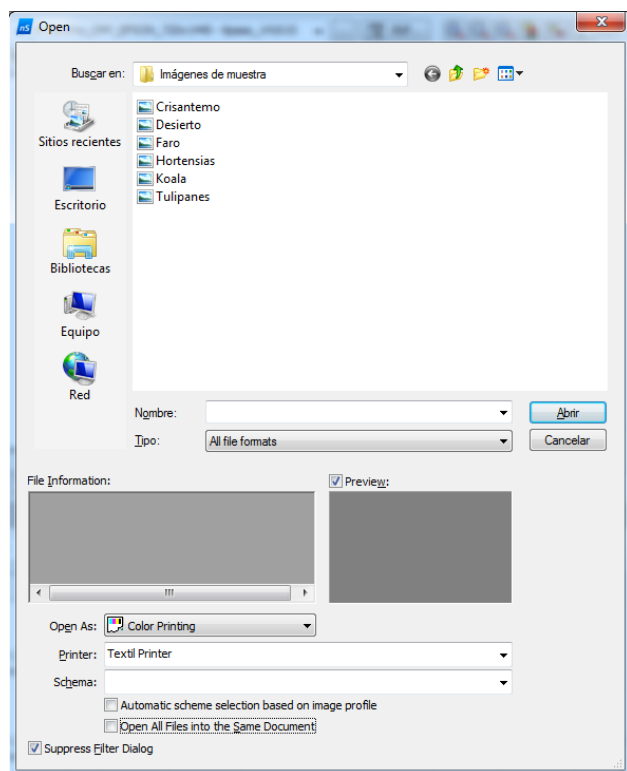 nS Open
Buscar en: Imágenes de muestra
Sitios recientes
Escritorio
Bibliotecas
Equipo
Red
Crisantemo
Desierto
Faro
Hortensias
Koala
Tulipanes
Nombre:
Abrir
Tipo: All file formats
Cancelar
File Information:
Preview:
Open As: Color Printing
Printer: Textil Printer
Schema:
Automatic scheme selection based on image profile
Open All Files into the Same Document
Suppress Filter Dialog